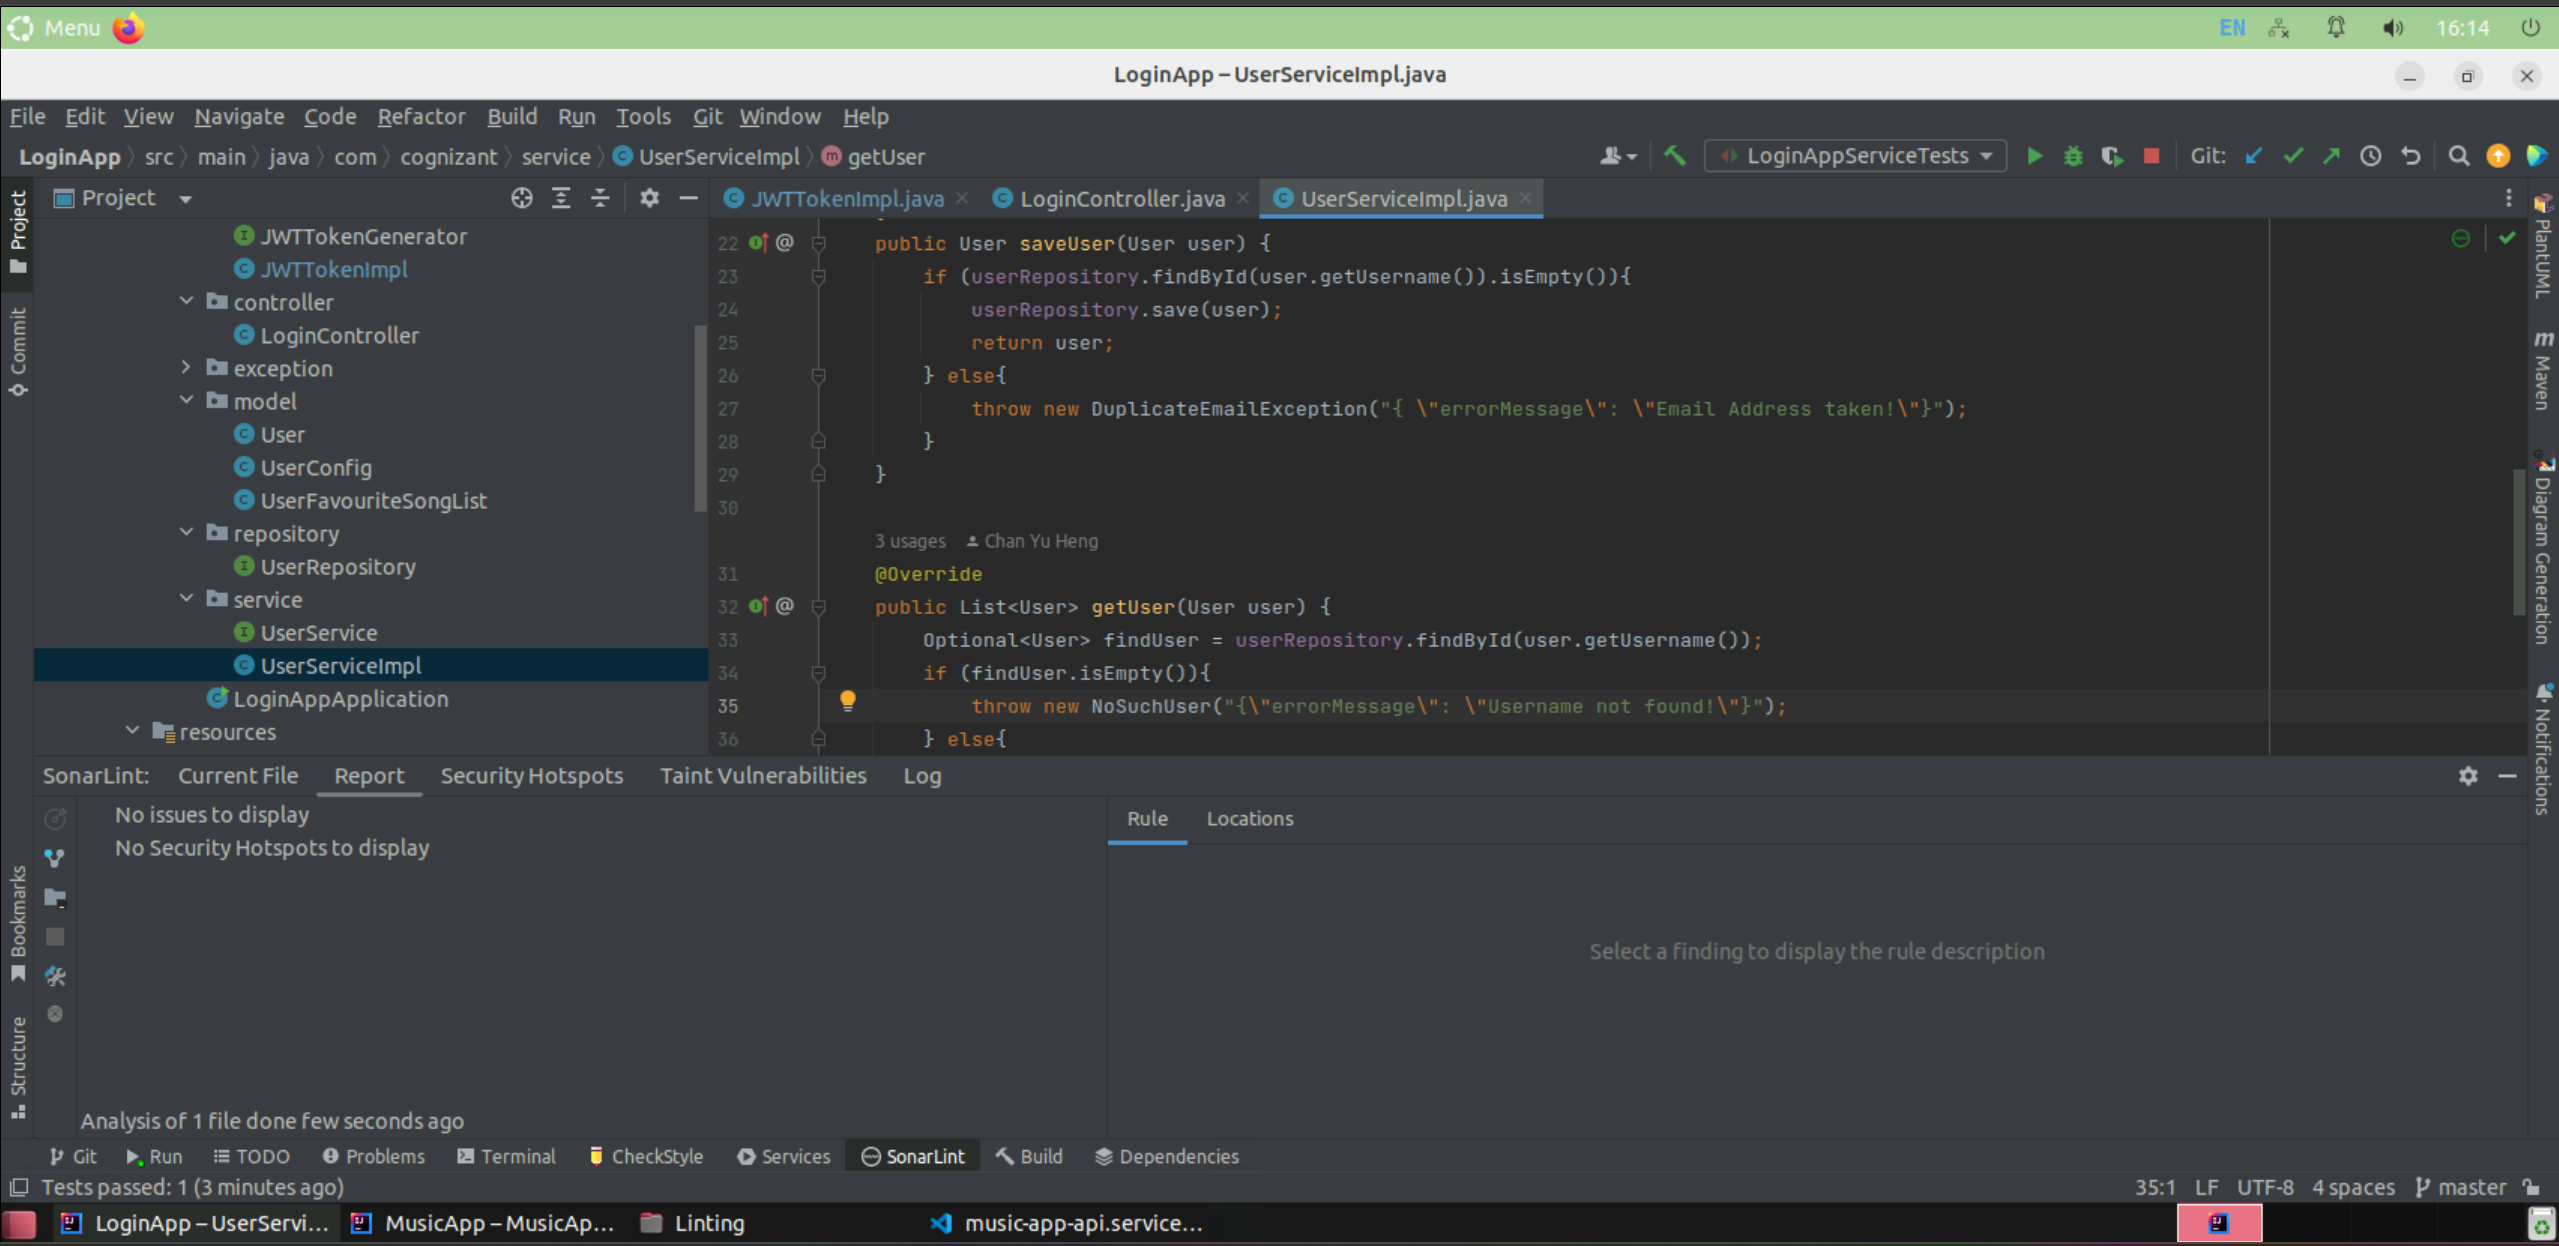 Menu
EN
16:14
LoginApp – UserServiceImpl.java
File Edit View Navigate Code Refactor Build Run Tools Git Window Help
LoginApp src main java com cognizant service UserServiceImpl getUser
LoginAppServiceTests
Git:
Project
JWTTokenImpl.java
LoginController.java
UserServiceImpl.java
Project
Commit
Bookmarks
Structure
JWTTokenGenerator
JWTTokenImpl
controller
LoginController
exception
model
User
UserConfig
UserFavouriteSongList
repository
UserRepository
service
UserService
UserServiceImpl
LoginAppApplication
resources
22 public User saveUser(User user) {
23 if (userRepository.findById(user.getUsername()).isEmpty()){
24 userRepository.save(user);
25 return user;
26 } else{
27 throw new DuplicateEmailException("{ \"errorMessage\": \"Email Address taken!\"}");
28 }
29 }
30
3 usages Chan Yu Heng
31 @Override
32 public List<User> getUser(User user) {
33 Optional<User> findUser = userRepository.findById(user.getUsername());
34 if (findUser.isEmpty()){
35 throw new NoSuchUser("{\"errorMessage\": \"Username not found!\"}");
36 } else{
PlantUML
Maven
Diagram Generation
Notifications
SonarLint: Current File Report Security Hotspots Taint Vulnerabilities Log
No issues to display
No Security Hotspots to display
Rule Locations
Select a finding to display the rule description
Analysis of 1 file done few seconds ago
Git Run TODO Problems Terminal CheckStyle Services SonarLint Build Dependencies
Tests passed: 1 (3 minutes ago)
35:1 LF UTF-8 4 spaces master
LoginApp – UserServi...
MusicApp – MusicAp...
Linting
music-app-api.service...